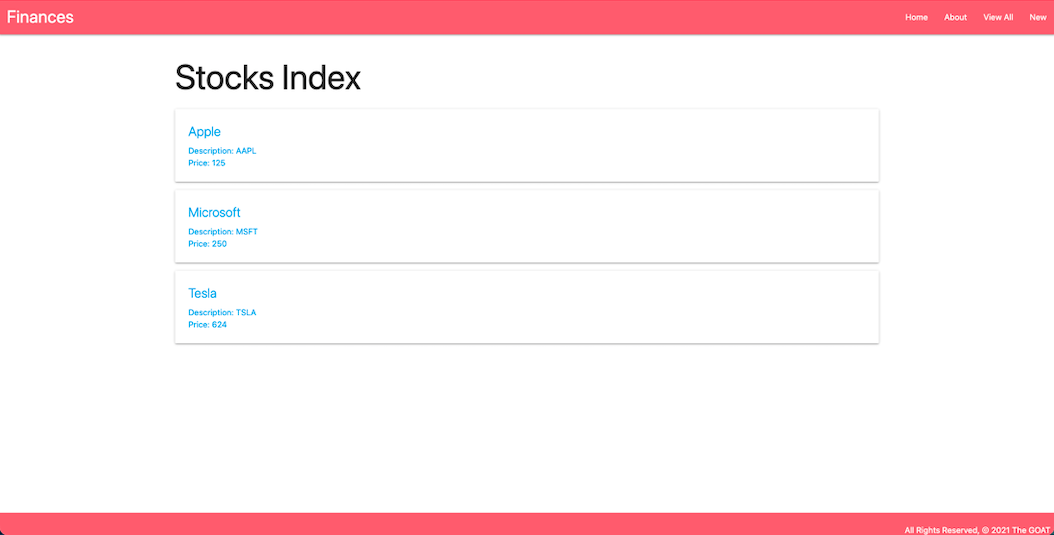 Finances
Home About View All New
Stocks Index
Apple
Description: AAPL
Price: 125
Microsoft
Description: MSFT
Price: 250
Tesla
Description: TSLA
Price: 624
All Rights Reserved, © 2021 The GOAT